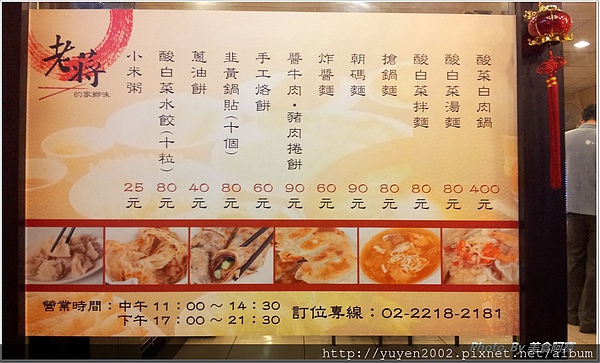 老蔣
的家鄉味
酸菜白肉鍋 400元
酸白菜湯麵 80元
酸白菜拌麵 80元
搶鍋麵 80元
朝碼麵 90元
炸醬麵 60元
醬牛肉・豬肉捲餅 90元
手工烙餅 60元
韭黃鍋貼(十個) 80元
蔥油餅 40元
酸白菜水餃(十粒) 80元
小米粥 25元
營業時間：中午 11：00 ~ 14：30
下午 17：00 ~ 21：30
訂位專線：02-2218-2181
Photo By 美食阿宵
http://yuyen2002.pixnet.net/album